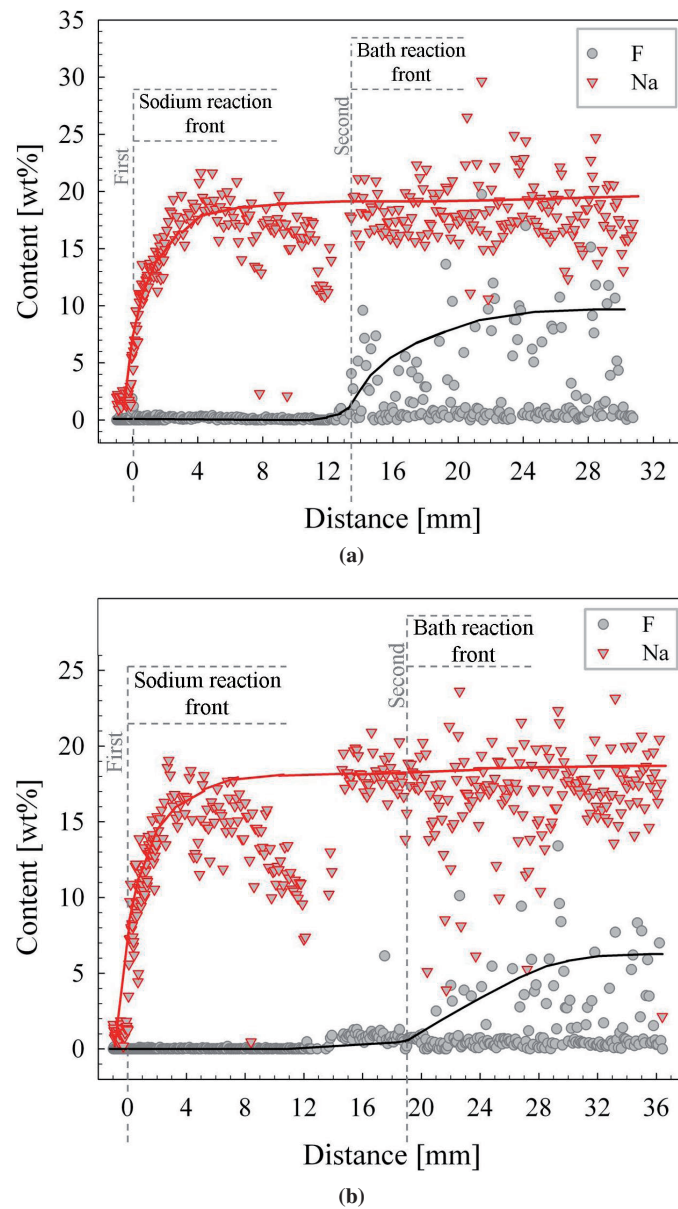 35
30
25
20
15
10
5
0
Content [wt%]
Bath reaction
front
Sodium reaction
front
First
Second
F
Na
0 4 8 12 16 20 24 28 32
Distance [mm]
(a)
25
20
15
10
5
0
Content [wt%]
Bath reaction
front
Sodium reaction
front
First
Second
F
Na
0 4 8 12 16 20 24 28 32 36
Distance [mm]
(b)